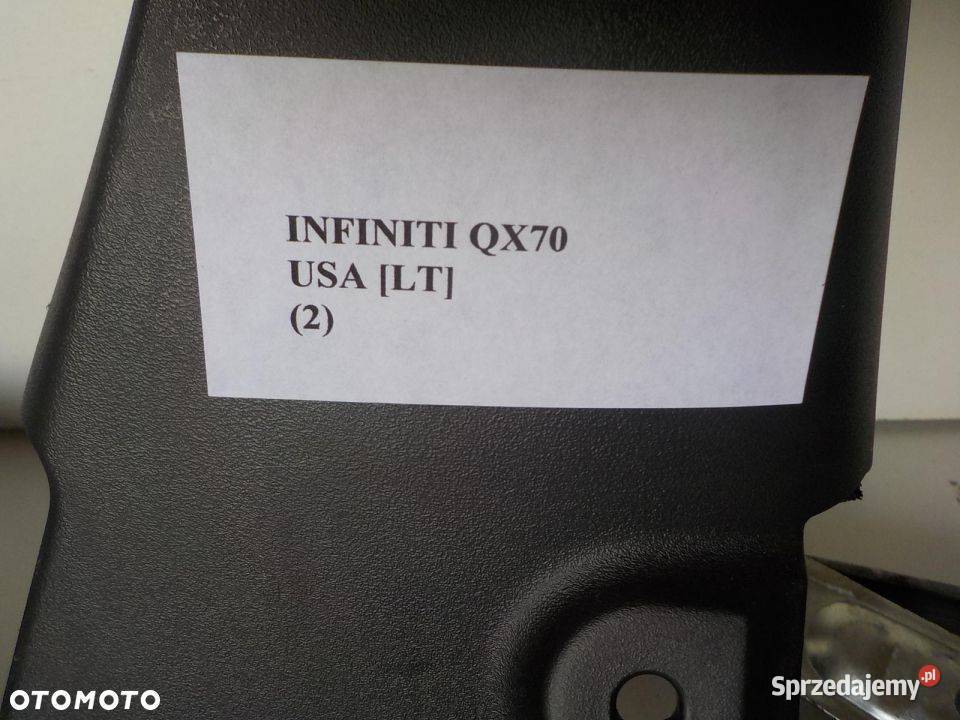 INFINITI QX70
USA [LT]
(2)
OTOMOTO
Sprzedajemy.pl